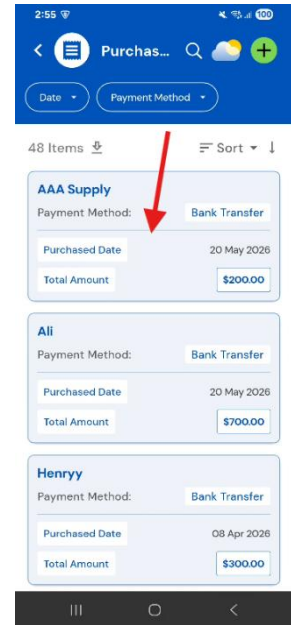 2:55
100
Purchas...
Date
Payment Method
48 Items
Sort
AAA Supply
Payment Method: Bank Transfer
Purchased Date 20 May 2026
Total Amount $200.00
Ali
Payment Method: Bank Transfer
Purchased Date 20 May 2026
Total Amount $700.00
Henryy
Payment Method: Bank Transfer
Purchased Date 08 Apr 2026
Total Amount $300.00